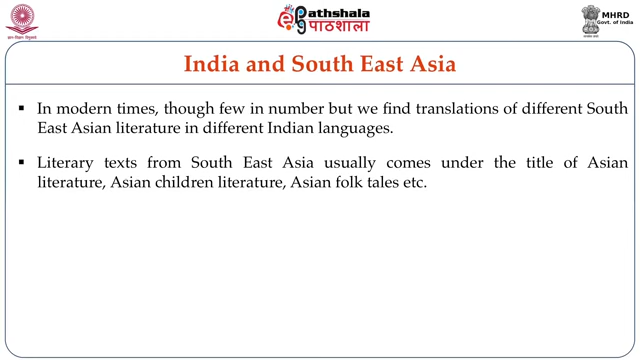 ePathshala
पाठशाला
MHRD
Govt. of India
India and South East Asia
▪ In modern times, though few in number but we find translations of different South
East Asian literature in different Indian languages.
▪ Literary texts from South East Asia usually comes under the title of Asian
literature, Asian children literature, Asian folk tales etc.